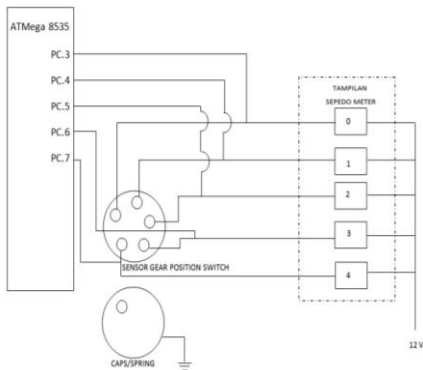 ATMega 8535
PC.3
PC.4
PC.5
PC.6
PC.7
TAMPILAN
SEPEDO METER
0
1
2
3
4
SENSOR GEAR POSITION SWITCH
CAPS/SPRING
12 V